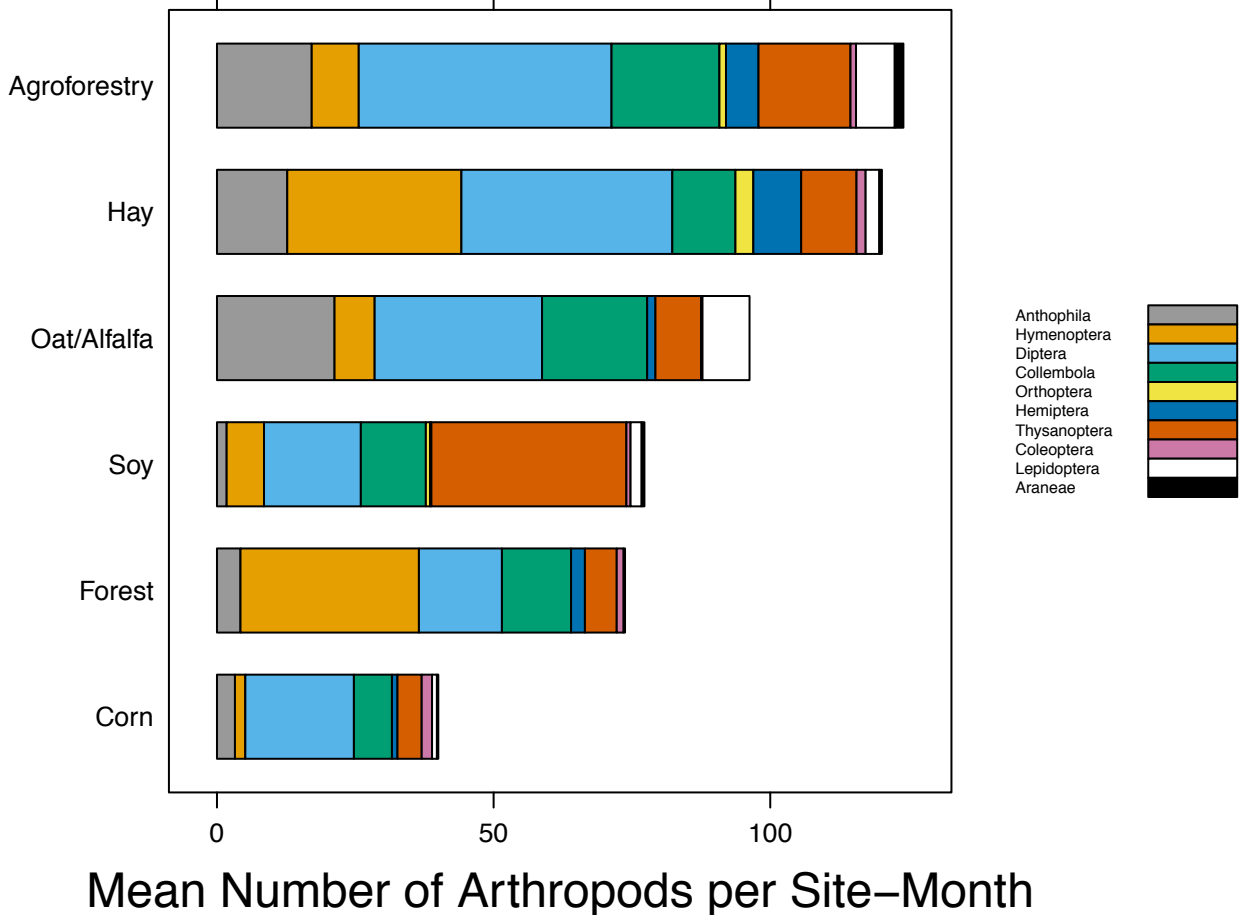 Agroforestry
Hay
Oat/Alfalfa
Soy
Forest
Corn
0 50 100
Mean Number of Arthropods per Site−Month
Anthophila
Hymenoptera
Diptera
Collembola
Orthoptera
Hemiptera
Thysanoptera
Coleoptera
Lepidoptera
Araneae